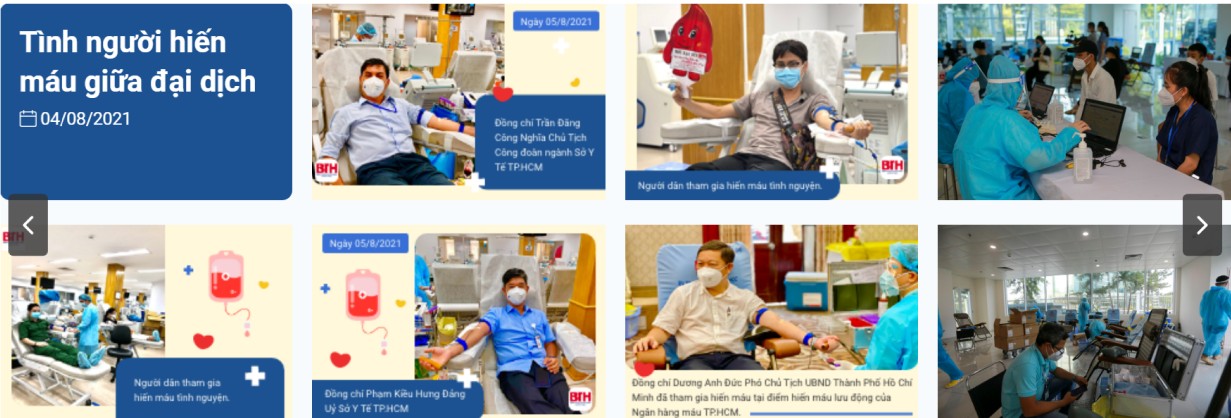 Tình người hiến
máu giữa đại dịch
04/08/2021
Ngày 05/8/2021
Đồng chí Trần Đăng
Công Nghĩa Chủ Tịch
Công đoàn ngành Sở Y
Tế TP.HCM
BTH
Người dân tham gia hiến máu tình nguyện.
BTH
BTH
Người dân tham gia
hiến máu tình nguyện.
Ngày 05/8/2021
Đồng chí Phạm Kiều Hưng Đảng
Uỷ Sở Y Tế TP.HCM
BTH
Đồng chí Dương Anh Đức Phó Chủ Tịch UBND Thành Phố Hồ Chí
Minh đã tham gia hiến máu tại điểm hiến máu lưu động của
Ngân hàng máu TP.HCM.